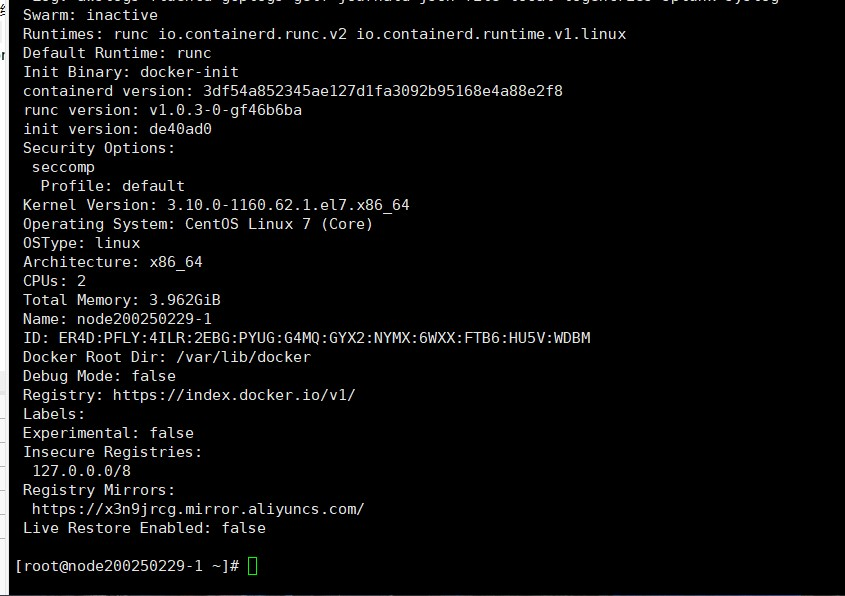 Swarm: inactive
Runtimes: runc io.containerd.runc.v2 io.containerd.runtime.v1.linux
Default Runtime: runc
Init Binary: docker-init
containerd version: 3df54a852345ae127d1fa3092b95168e4a88e2f8
runc version: v1.0.3-0-gf46b6ba
init version: de40ad0
Security Options:
seccomp
Profile: default
Kernel Version: 3.10.0-1160.62.1.el7.x86_64
Operating System: CentOS Linux 7 (Core)
OSType: linux
Architecture: x86_64
CPUs: 2
Total Memory: 3.962GiB
Name: node200250229-1
ID: ER4D:PFLY:4ILR:2EBG:PYUG:G4MQ:GYX2:NYMX:6WXX:FTB6:HU5V:WDBM
Docker Root Dir: /var/lib/docker
Debug Mode: false
Registry: https://index.docker.io/v1/
Labels:
Experimental: false
Insecure Registries:
127.0.0.0/8
Registry Mirrors:
https://x3n9jrcg.mirror.aliyuncs.com/
Live Restore Enabled: false
[root@node200250229-1 ~]#